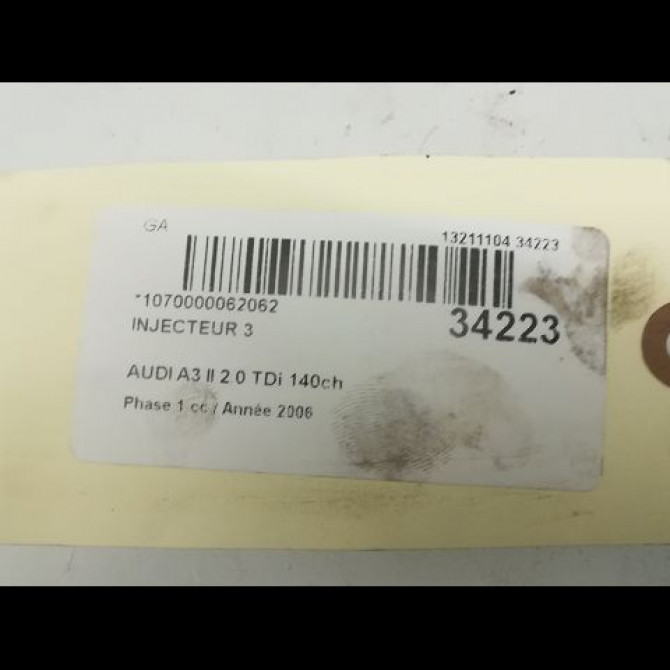 GA
13211104 34223
*1070000062062
34223
INJECTEUR 3
AUDI A3 II 2.0 TDi 140ch
Phase 1 cc / Année 2006